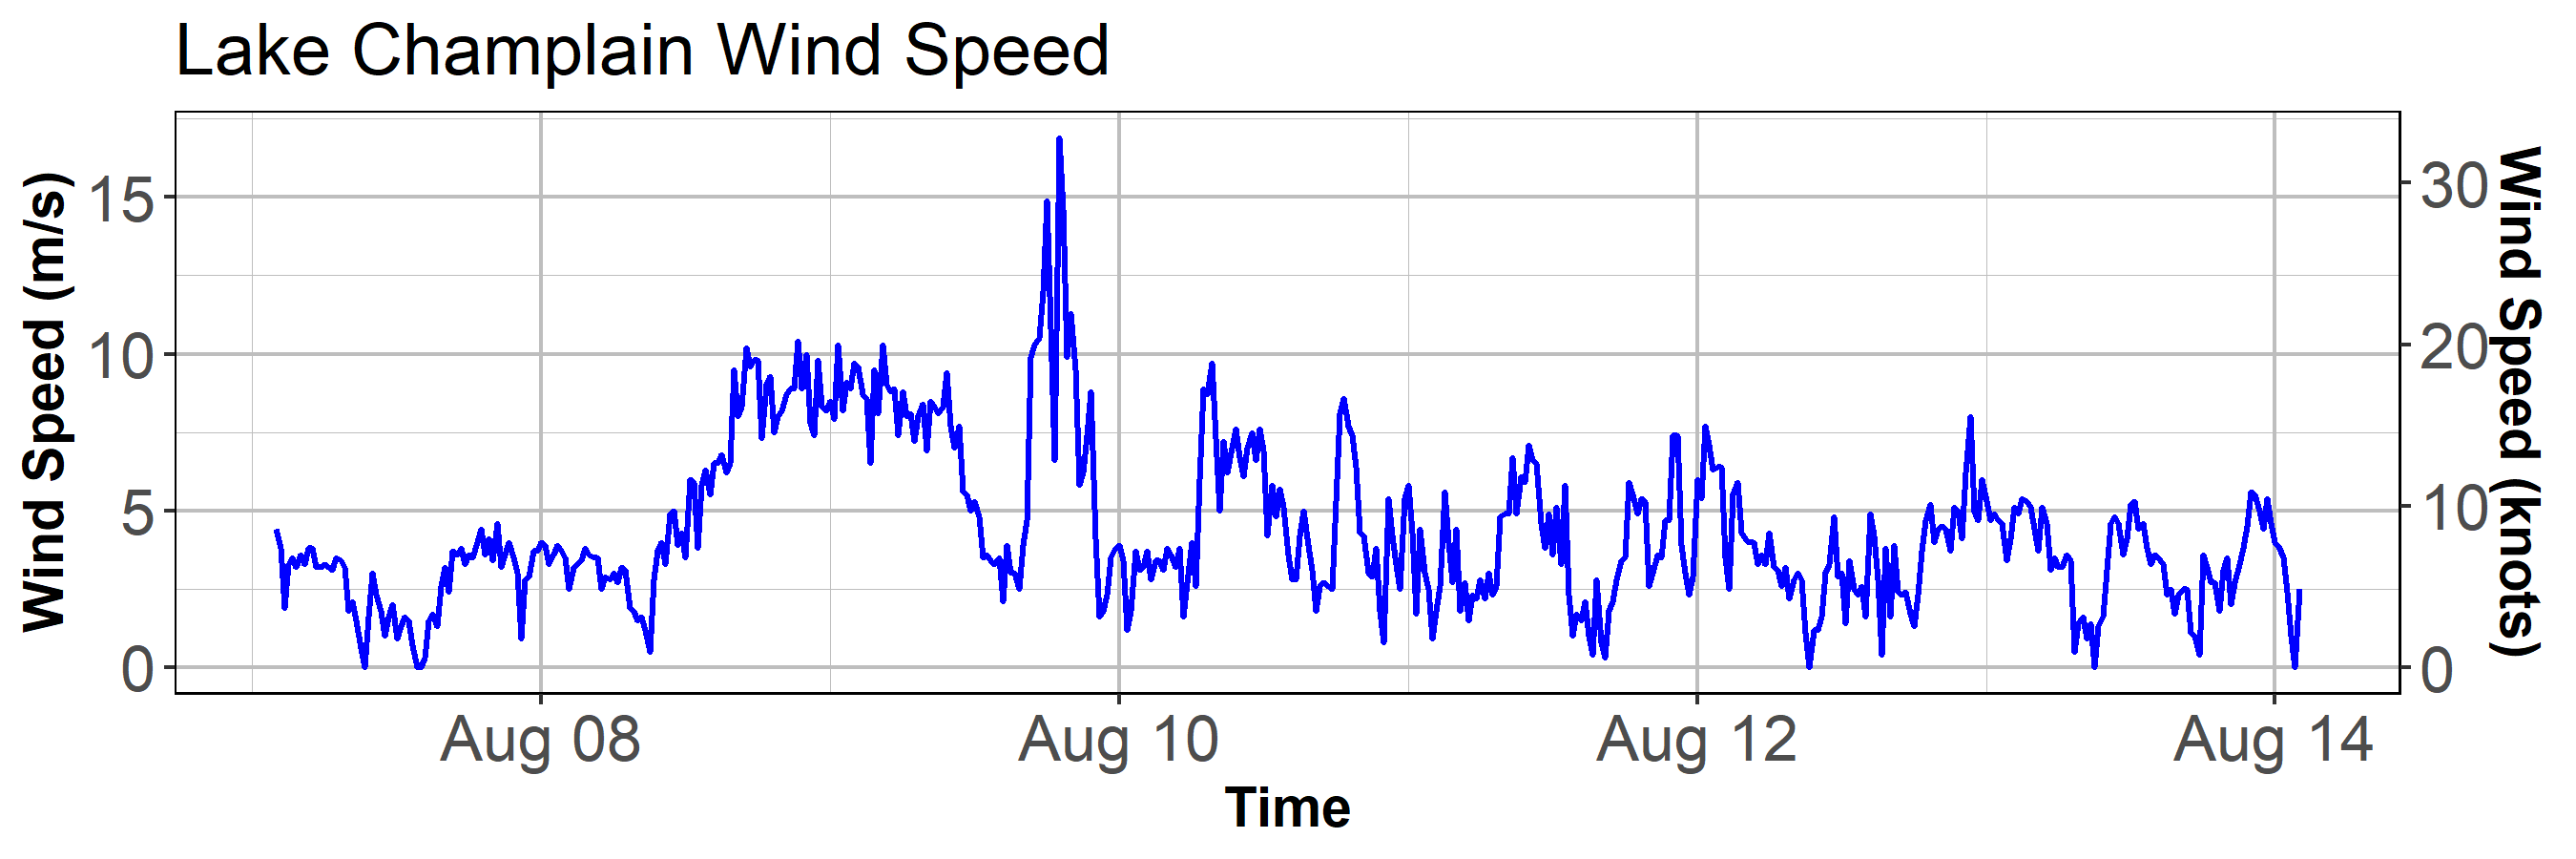 Lake Champlain Wind Speed
Wind Speed (m/s)
15
10
5
0
30
20
10
0
Wind Speed (knots)
Aug 08
Aug 10
Aug 12
Aug 14
Time